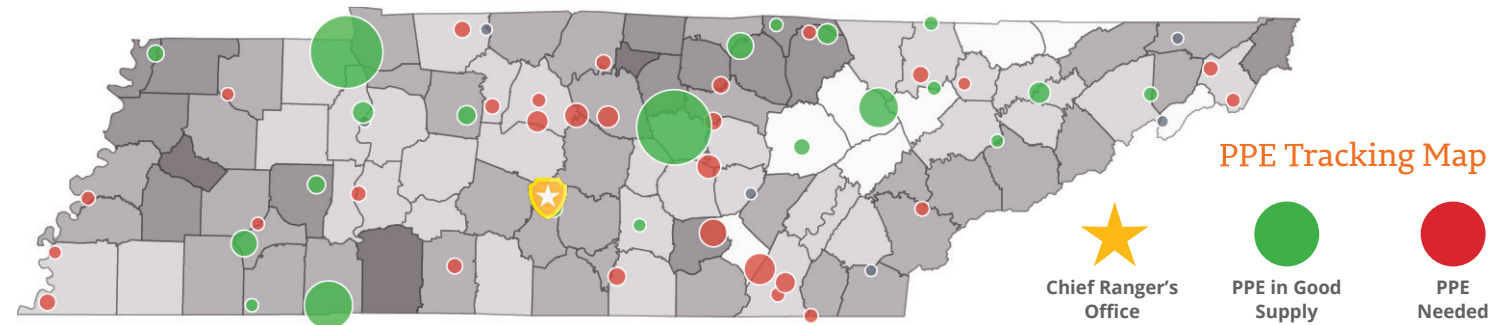 PPE Tracking Map
Chief Ranger’s
Office
PPE in Good
Supply
PPE
Needed